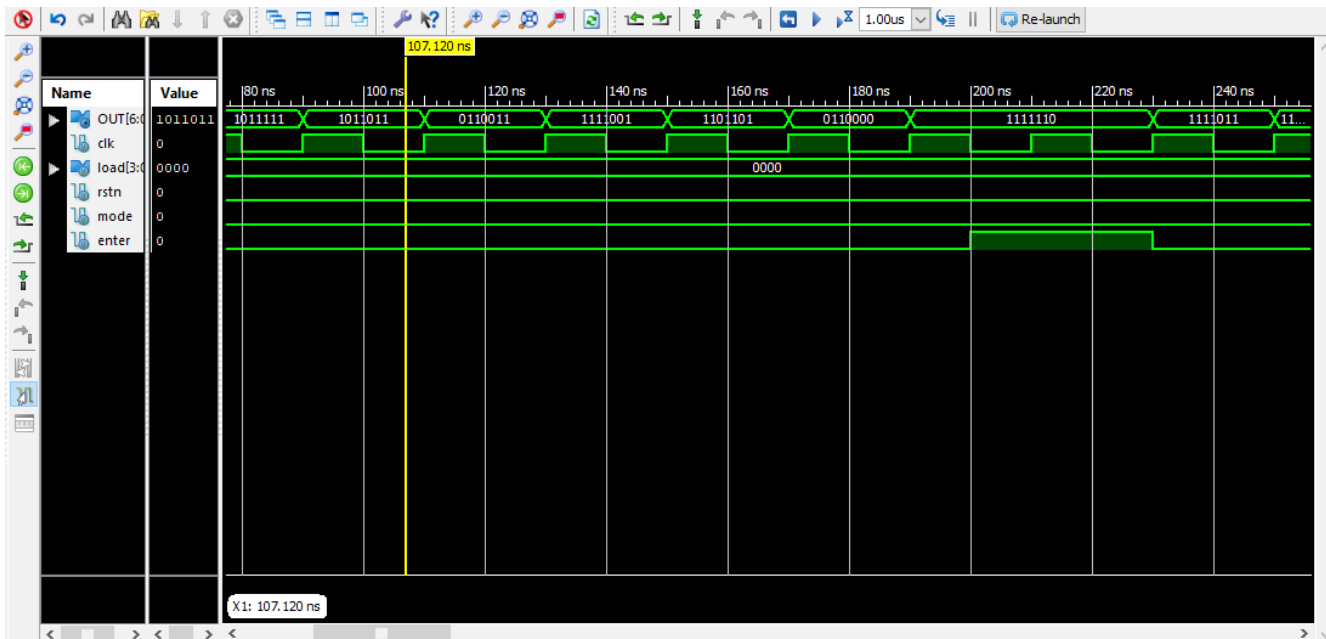 1.00us Re-launch
107.120 ns
Name Value 80 ns 100 ns 120 ns 140 ns 160 ns 180 ns 200 ns 220 ns 240 ns
OUT[6:0 1011011 1011111 1011011 0110011 1111001 1101101 0110000 1111110 1111011 11...
clk 0
load[3:0 0000 0000
rstn 0
mode 0
enter 0
X1: 107.120 ns